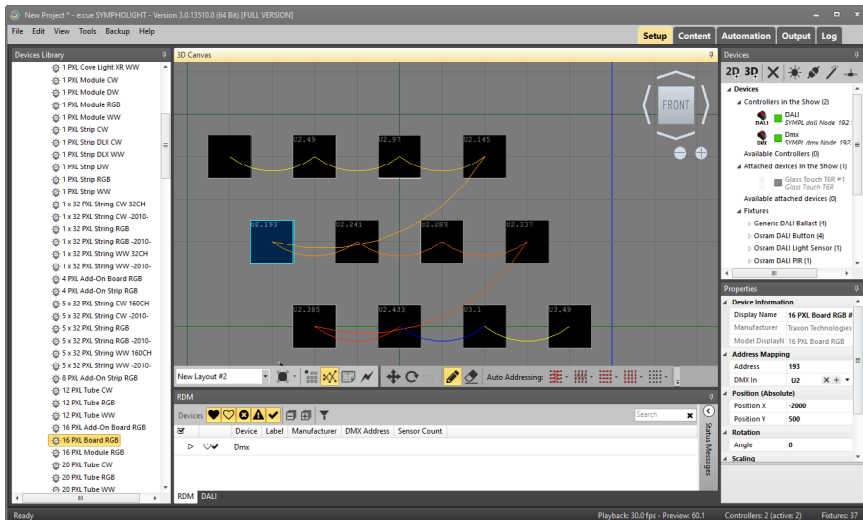 New Project * - e:cue SYMPHOLIGHT - Version 3.0.13510.0 (64 Bit) [FULL VERSION]
File Edit View Tools Backup Help
Setup Content Automation Output Log
Devices Library
1 PXL Cove Light XR WW
1 PXL Module CW
1 PXL Module DW
1 PXL Module RGD
1 PXL Module WW
1 PXL Strip CW
1 PXL Strip DLX CW
1 PXL Strip DLX WW
1 PXL Strip DW
1 PXL Strip RGB
1 PXL Strip WW
1 x 32 PXL String CW 32CH
1 x 32 PXL String CW -2010-
1 x 32 PXL String RGB
1 x 32 PXL String RGB -2010-
1 x 32 PXL String WW 32CH
1 x 32 PXL String WW -2010-
4 PXL Add-On Board RGB
4 PXL Add-On Strip RGB
5 x 32 PXL String CW 160CH
5 x 32 PXL String CW -2010-
5 x 32 PXL String RGB
5 x 32 PXL String RGB -2010-
5 x 32 PXL String WW 160CH
5 x 32 PXL String WW -2010-
8 PXL Add-On Strip RGB
12 PXL Tube CW
12 PXL Tube RGB
12 PXL Tube WW
16 PXL Add-On Board RGB
16 PXL Board RGB
16 PXL Module RGB
20 PXL Tube CW
20 PXL Tube RGB
20 PXL Tube WW
3D Canvas
FRONT
U2.49 U2.97 U2.145
U2.193 U2.241 U2.289 U2.337
U2.385 U2.433 U3.1 U3.49
New Layout #2
Auto Addressing:
RDM
Devices
Search
Device Label Manufacturer DMX Address Sensor Count
Dmx
Status Messages
RDM DALI
Devices
2D 3D
Devices
Controllers in the Show (2)
DALI
DALI
SYMPL dali Node 192.
Dmx
DMX
SYMPL dmx Node 192.
Available Controllers (0)
Attached devices in the Show (1)
Glass Touch T6R #1
Glass Touch T6R
Available attached devices (0)
Fixtures
Generic DALI Ballast (4)
Osram DALI Button (4)
Osram DALI Light Sensor (1)
Osram DALI PIR (1)
Properties
Device Information
Display Name 16 PXL Board RGB #
Manufacturer Traxon Technologies
Model DisplayN 16 PXL Board RGB
Address Mapping
Address 193
DMX In U2
Position (Absolute)
Position X -2000
Position Y 500
Rotation
Angle 0
Scaling
Ready
Playback: 30.0 fps - Preview: 60.1 Controllers: 2 (active: 2) Fixtures: 37